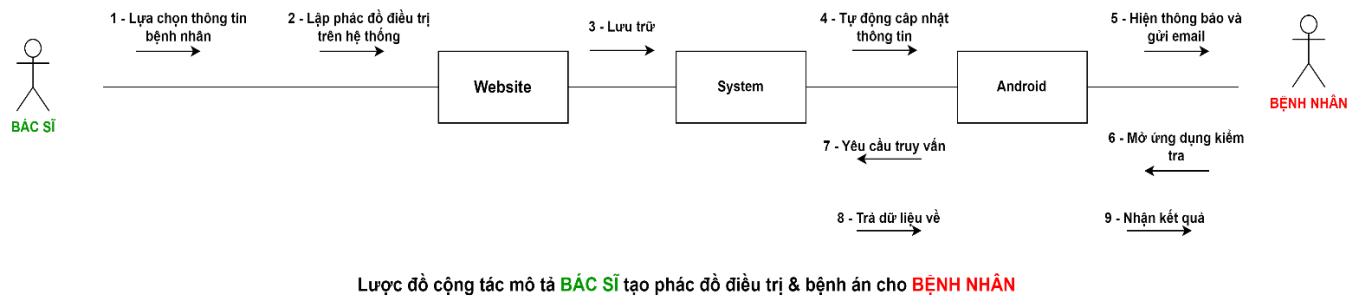 1 - Lựa chọn thông tin
bệnh nhân
2 - Lập phác đồ điều trị
trên hệ thống
3 - Lưu trữ
4 - Tự động câp nhật
thông tin
5 - Hiện thông báo và
gửi email
Website
System
Android
BÁC SĨ
BỆNH NHÂN
7 - Yêu cầu truy vấn
6 - Mở ứng dụng kiểm
tra
8 - Trả dữ liệu về
9 - Nhận kết quả
Lược đồ cộng tác mô tả BÁC SĨ tạo phác đồ điều trị & bệnh án cho BỆNH NHÂN